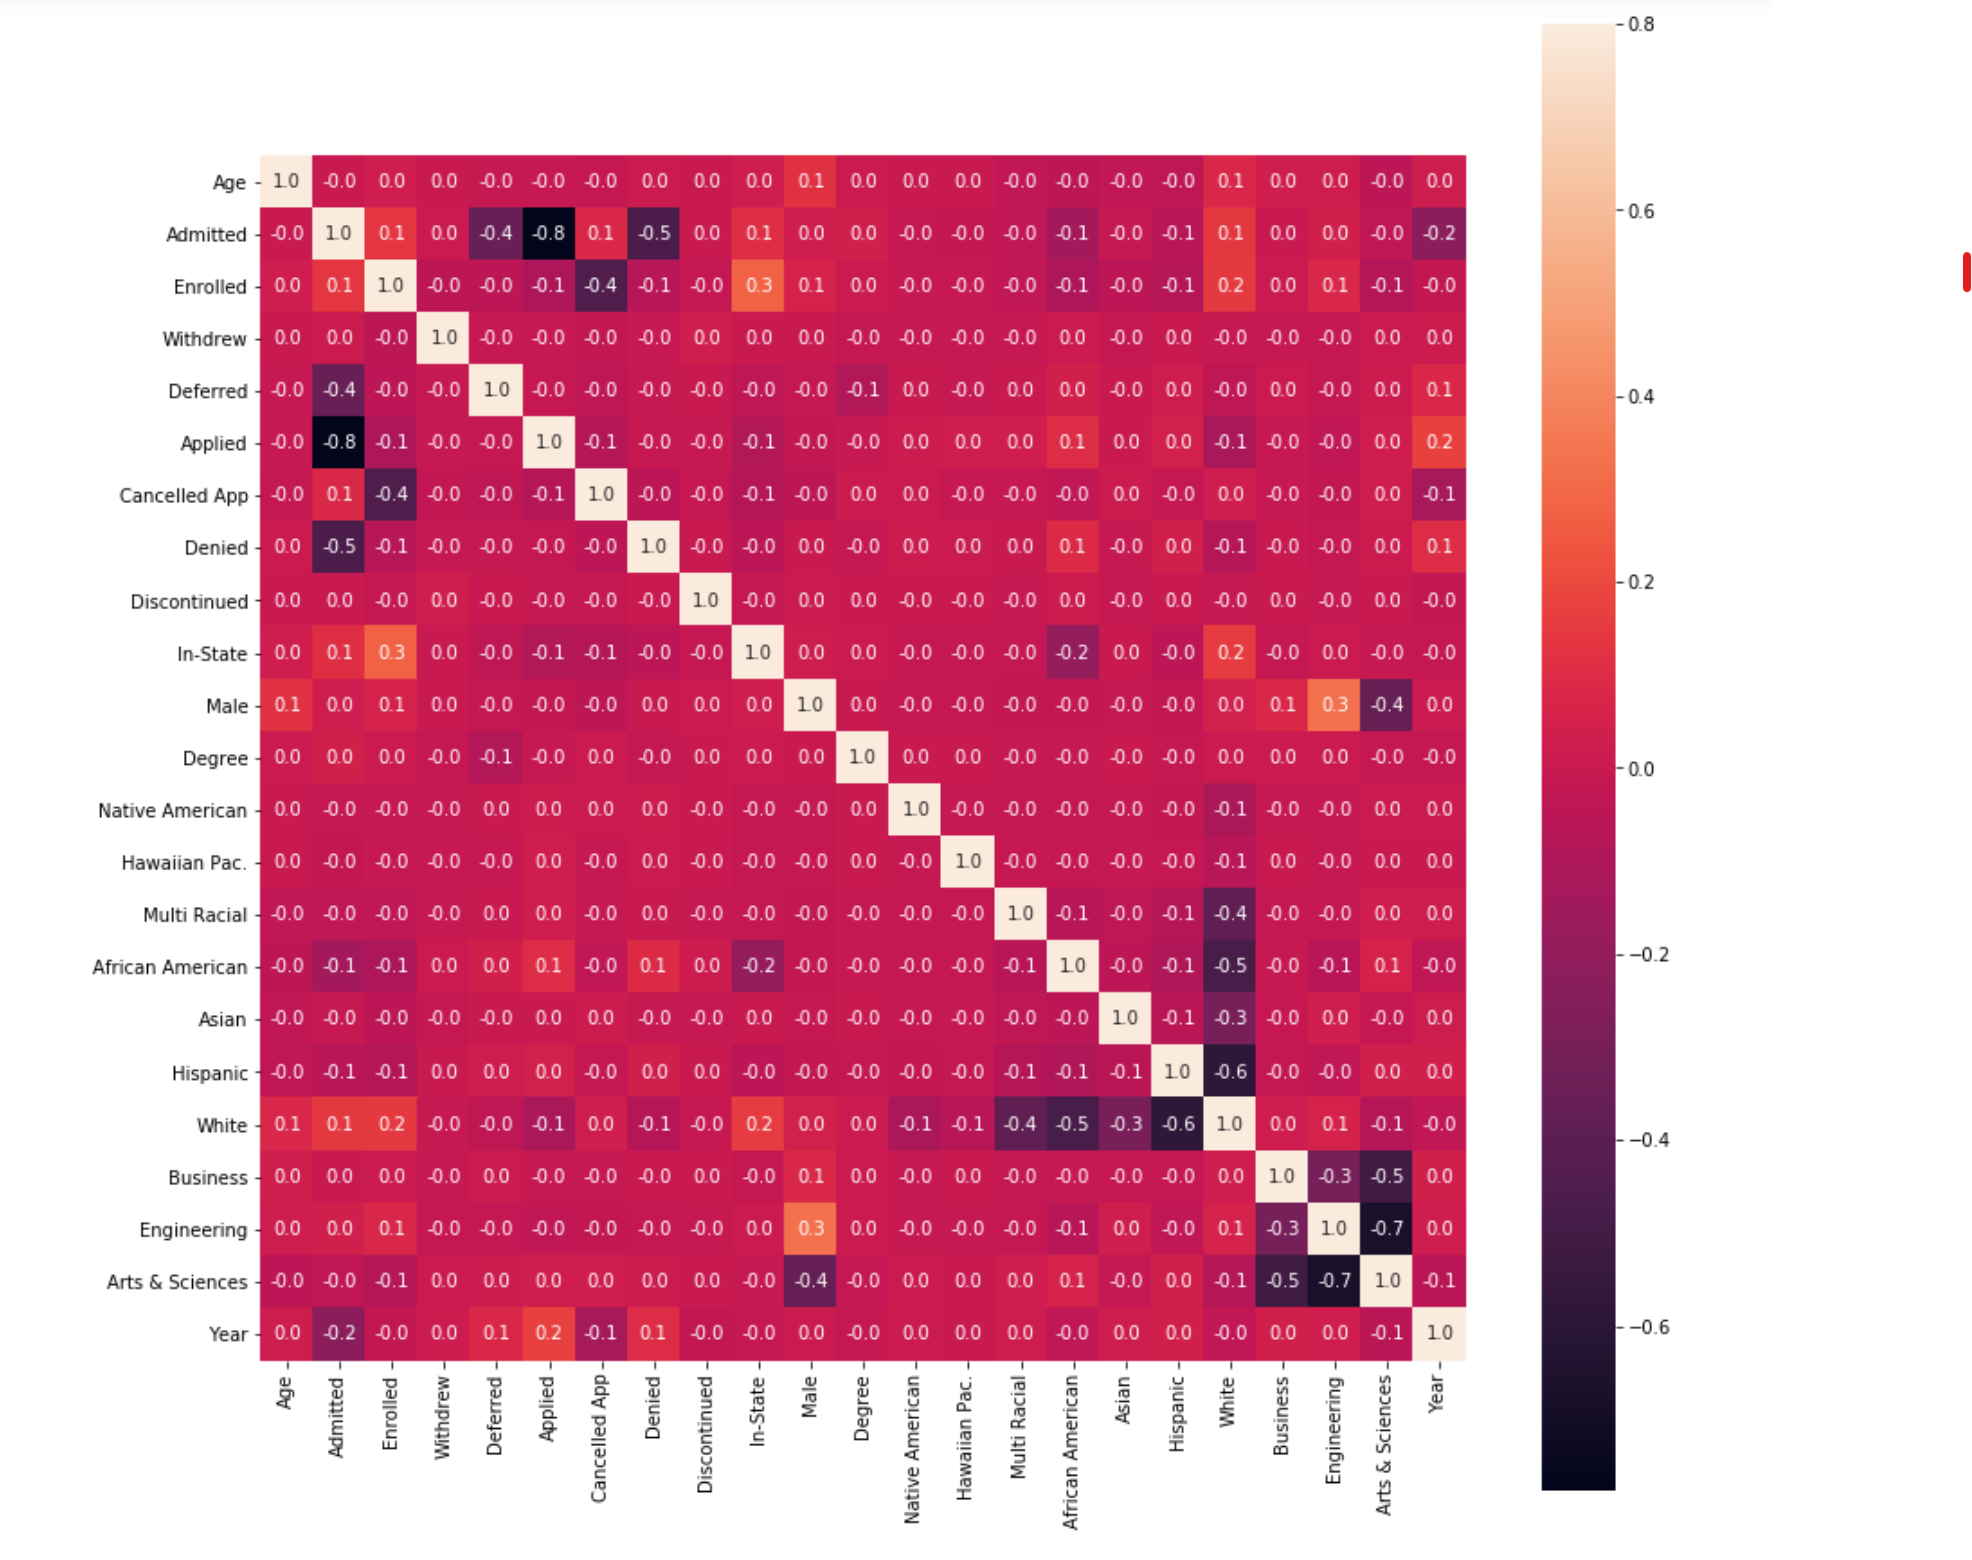 0.8
Age 1.0 -0.0 0.0 0.0 -0.0 -0.0 -0.0 0.0 0.0 0.0 0.1 0.0 0.0 0.0 -0.0 -0.0 -0.0 -0.0 0.1 0.0 0.0 -0.0 0.0
0.6
Admitted -0.0 1.0 0.1 0.0 -0.4 -0.8 0.1 -0.5 0.0 0.1 0.0 0.0 -0.0 -0.0 -0.0 -0.1 -0.0 -0.1 0.1 0.0 0.0 -0.0 -0.2
Enrolled 0.0 0.1 1.0 -0.0 -0.0 -0.1 -0.4 -0.1 -0.0 0.3 0.1 0.0 -0.0 -0.0 -0.0 -0.1 -0.0 -0.1 0.2 0.0 0.1 -0.1 -0.0
Withdrew 0.0 0.0 -0.0 1.0 -0.0 -0.0 -0.0 -0.0 0.0 0.0 0.0 -0.0 -0.0 -0.0 -0.0 0.0 -0.0 0.0 -0.0 -0.0 -0.0 0.0 0.0
Deferred -0.0 -0.4 -0.0 -0.0 1.0 -0.0 -0.0 -0.0 -0.0 -0.0 -0.0 -0.1 0.0 -0.0 0.0 0.0 -0.0 0.0 -0.0 0.0 -0.0 0.0 0.1
0.4
Applied -0.0 -0.8 -0.1 -0.0 -0.0 1.0 -0.1 -0.0 -0.0 -0.1 -0.0 -0.0 0.0 0.0 0.0 0.1 0.0 0.0 -0.1 -0.0 -0.0 0.0 0.2
Cancelled App -0.0 0.1 -0.4 -0.0 -0.0 -0.1 1.0 -0.0 -0.0 -0.1 -0.0 0.0 0.0 -0.0 -0.0 -0.0 0.0 -0.0 0.0 -0.0 -0.0 0.0 -0.1
Denied 0.0 -0.5 -0.1 -0.0 -0.0 -0.0 -0.0 1.0 -0.0 -0.0 0.0 -0.0 0.0 0.0 0.0 0.1 -0.0 0.0 -0.1 -0.0 -0.0 0.0 0.1
0.2
Discontinued 0.0 0.0 -0.0 0.0 -0.0 -0.0 -0.0 -0.0 1.0 -0.0 0.0 0.0 -0.0 -0.0 -0.0 0.0 -0.0 0.0 -0.0 0.0 -0.0 0.0 -0.0
In-State 0.0 0.1 0.3 0.0 -0.0 -0.1 -0.1 -0.0 -0.0 1.0 0.0 0.0 -0.0 -0.0 -0.0 -0.2 0.0 -0.0 0.2 -0.0 0.0 -0.0 -0.0
Male 0.1 0.0 0.1 0.0 -0.0 -0.0 -0.0 0.0 0.0 0.0 1.0 0.0 -0.0 -0.0 -0.0 -0.0 -0.0 -0.0 0.0 0.1 0.3 -0.4 0.0
Degree 0.0 0.0 0.0 -0.0 -0.1 -0.0 0.0 -0.0 0.0 0.0 0.0 1.0 0.0 0.0 -0.0 -0.0 -0.0 -0.0 0.0 0.0 0.0 -0.0 -0.0
0.0
Native American 0.0 -0.0 -0.0 -0.0 0.0 0.0 0.0 0.0 -0.0 -0.0 -0.0 0.0 1.0 -0.0 -0.0 -0.0 -0.0 -0.0 -0.1 -0.0 -0.0 0.0 0.0
Hawaiian Pac. 0.0 -0.0 -0.0 -0.0 -0.0 0.0 -0.0 0.0 -0.0 -0.0 -0.0 0.0 -0.0 1.0 -0.0 -0.0 -0.0 -0.0 -0.1 0.0 -0.0 0.0 0.0
Multi Racial -0.0 -0.0 -0.0 -0.0 0.0 0.0 -0.0 0.0 -0.0 -0.0 -0.0 -0.0 -0.0 -0.0 1.0 -0.1 -0.0 -0.1 -0.4 -0.0 -0.0 0.0 0.0
−0.2
African American -0.0 -0.1 -0.1 0.0 0.0 0.1 -0.0 0.1 0.0 -0.2 -0.0 -0.0 -0.0 -0.0 -0.1 1.0 -0.0 -0.1 -0.5 -0.0 -0.1 0.1 -0.0
Asian -0.0 -0.0 -0.0 -0.0 -0.0 0.0 0.0 -0.0 -0.0 0.0 -0.0 -0.0 -0.0 -0.0 -0.0 -0.0 1.0 -0.1 -0.3 -0.0 0.0 -0.0 0.0
Hispanic -0.0 -0.1 -0.1 0.0 0.0 0.0 -0.0 0.0 0.0 -0.0 -0.0 -0.0 -0.0 -0.0 -0.1 -0.1 -0.1 1.0 -0.6 -0.0 -0.0 0.0 0.0
White 0.1 0.1 0.2 -0.0 -0.0 -0.1 0.0 -0.1 -0.0 0.2 0.0 0.0 -0.1 -0.1 -0.4 -0.5 -0.3 -0.6 1.0 0.0 0.1 -0.1 -0.0
−0.4
Business 0.0 0.0 0.0 -0.0 0.0 -0.0 -0.0 -0.0 0.0 -0.0 0.1 0.0 -0.0 0.0 -0.0 -0.0 -0.0 -0.0 0.0 1.0 -0.3 -0.5 0.0
Engineering 0.0 0.0 0.1 -0.0 -0.0 -0.0 -0.0 -0.0 -0.0 0.0 0.3 0.0 -0.0 -0.0 -0.0 -0.1 0.0 -0.0 0.1 -0.3 1.0 -0.7 0.0
Arts & Sciences -0.0 -0.0 -0.1 0.0 0.0 0.0 0.0 0.0 0.0 -0.0 -0.4 -0.0 0.0 0.0 0.0 0.1 -0.0 0.0 -0.1 -0.5 -0.7 1.0 -0.1
−0.6
Year 0.0 -0.2 -0.0 0.0 0.1 0.2 -0.1 0.1 -0.0 -0.0 0.0 -0.0 0.0 0.0 0.0 -0.0 0.0 0.0 -0.0 0.0 0.0 -0.1 1.0
Age
Admitted
Enrolled
Withdrew
Deferred
Applied
Cancelled App
Denied
Discontinued
In-State
Male
Degree
Native American
Hawaiian Pac.
Multi Racial
African American
Asian
Hispanic
White
Business
Engineering
Arts & Sciences
Year